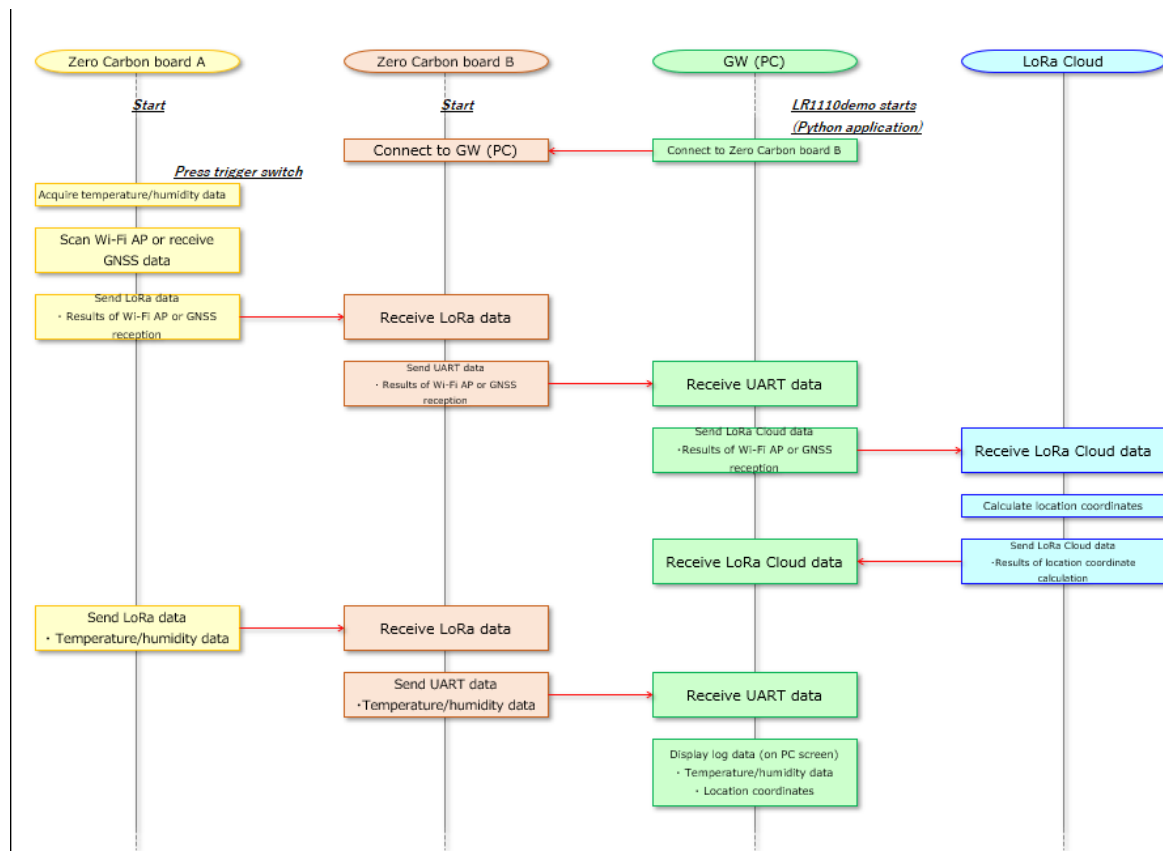 Zero Carbon board A
Zero Carbon board B
GW (PC)
LoRa Cloud
Start
Start
LR1110demo starts
(Python application)
Connect to GW (PC)
Connect to Zero Carbon board B
Press trigger switch
Acquire temperature/humidity data
Scan Wi-Fi AP or receive
GNSS data
Send LoRa data
・Results of Wi-Fi AP or GNSS
reception
Receive LoRa data
Send UART data
・Results of Wi-Fi AP or GNSS
reception
Receive UART data
Send LoRa Cloud data
・Results of Wi-Fi AP or GNSS
reception
Receive LoRa Cloud data
Calculate location coordinates
Send LoRa Cloud data
・Results of location coordinate
calculation
Receive LoRa Cloud data
Send LoRa data
・Temperature/humidity data
Receive LoRa data
Send UART data
・Temperature/humidity data
Receive UART data
Display log data (on PC screen)
・Temperature/humidity data
・Location coordinates